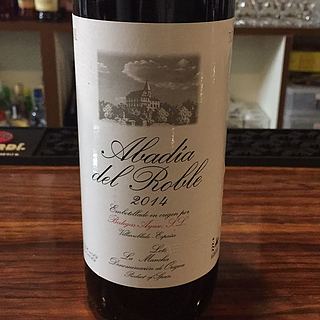 Abadía
del Roble
2014
Embotellado en origen por
Bodegas Ayuso, S.L.
Villarrobledo - España
La Mancha
Denominación de Origen
Product of Spain